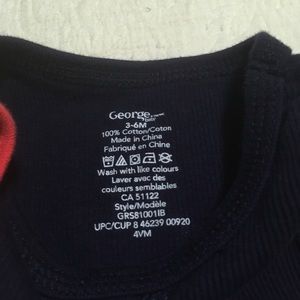 George
baby
3-6M
100% Cotton/Coton
Made in China
Fabriqué en Chine
Wash with like colours
Laver avec des
couleurs semblables
CA 51122
Style/Modèle
GRS81001IB
UPC/CUP 8 46239 00920
4VM